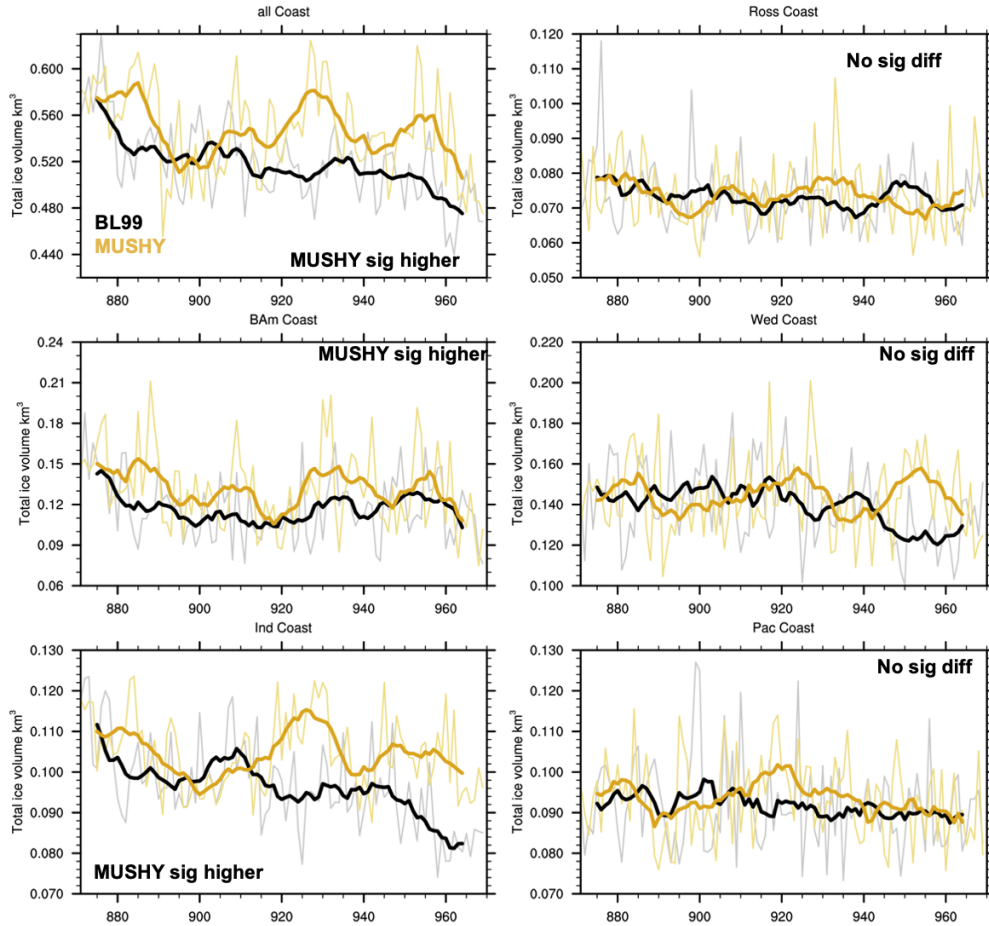 all Coast
Total ice volume km³
0.600
0.560
0.520
0.480
0.440
BL99
MUSHY
MUSHY sig higher
880 900 920 940 960
Ross Coast
Total ice volume km³
0.120
0.110
0.100
0.090
0.080
0.070
0.060
0.050
No sig diff
880 900 920 940 960
BAm Coast
Total ice volume km³
0.24
0.21
0.18
0.15
0.12
0.09
0.06
MUSHY sig higher
880 900 920 940 960
Wed Coast
Total ice volume km³
0.220
0.200
0.180
0.160
0.140
0.120
0.100
No sig diff
880 900 920 940 960
Ind Coast
Total ice volume km³
0.130
0.120
0.110
0.100
0.090
0.080
0.070
MUSHY sig higher
880 900 920 940 960
Pac Coast
Total ice volume km³
0.130
0.120
0.110
0.100
0.090
0.080
0.070
No sig diff
880 900 920 940 960